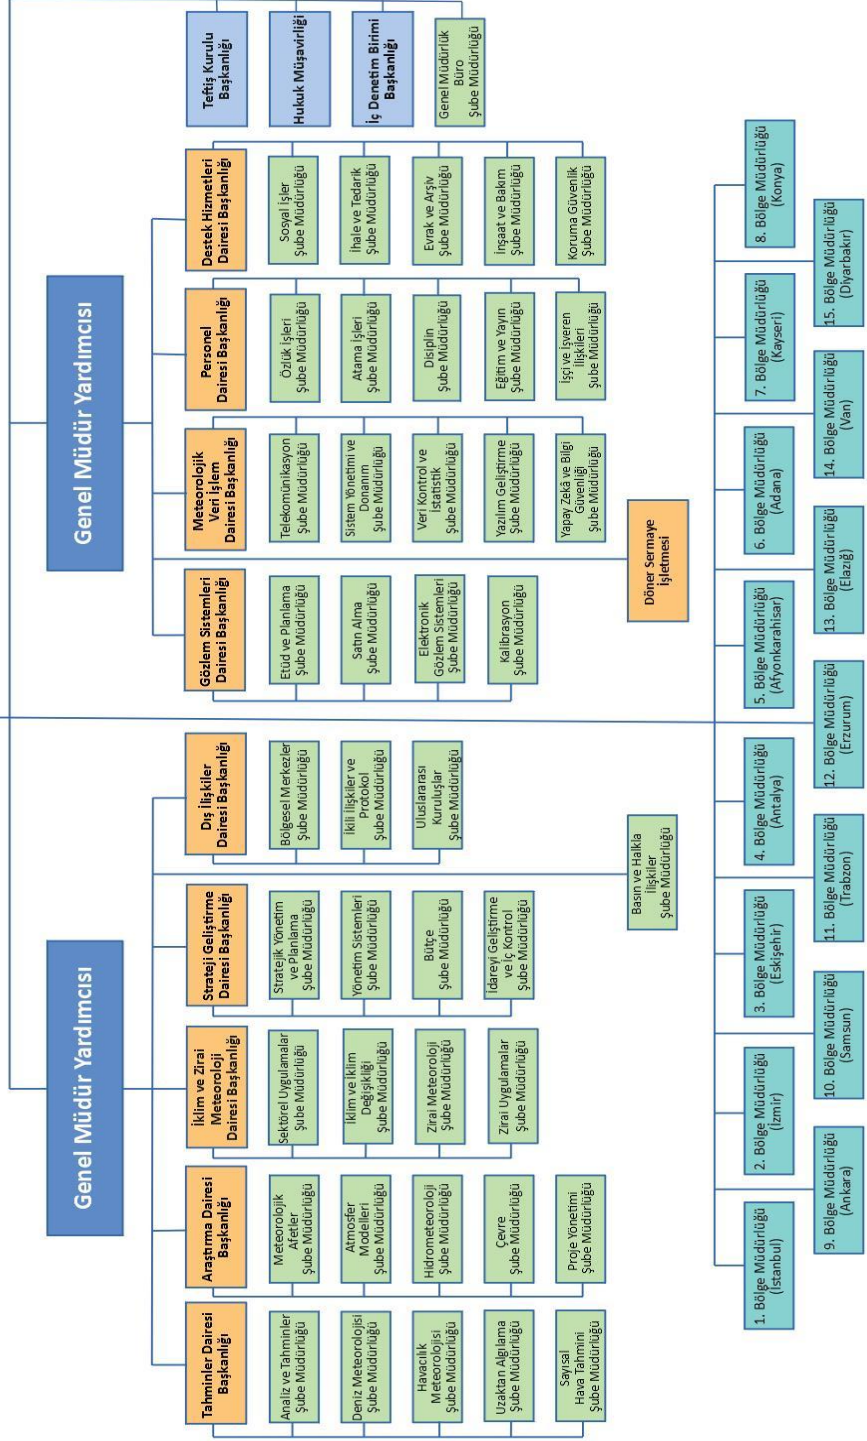 Genel Müdür Yardımcısı
Genel Müdür Yardımcısı
Teftiş Kurulu
Başkanlığı
Hukuk Müşavirliği
İç Denetim Birimi
Başkanlığı
Genel Müdürlük
Büro
Şube Müdürlüğü
Tahminler Dairesi
Başkanlığı
Analiz ve Tahminler
Şube Müdürlüğü
Deniz Meteorolojisi
Şube Müdürlüğü
Havacılık
Meteorolojisi
Şube Müdürlüğü
Uzaktan Algılama
Şube Müdürlüğü
Sayısal
Hava Tahmini
Şube Müdürlüğü
Araştırma Dairesi
Başkanlığı
Meteorolojik
Afetler
Şube Müdürlüğü
Atmosfer
Modelleri
Şube Müdürlüğü
Hidrometeoroloji
Şube Müdürlüğü
Çevre
Şube Müdürlüğü
Proje Yönetimi
Şube Müdürlüğü
İklim ve Zirai
Meteoroloji
Dairesi Başkanlığı
Sektörel Uygulamalar
Şube Müdürlüğü
İklim ve İklim
Değişikliği
Şube Müdürlüğü
Zirai Meteoroloji
Şube Müdürlüğü
Zirai Uygulamalar
Şube Müdürlüğü
Strateji Geliştirme
Dairesi Başkanlığı
Stratejik Yönetim
ve Planlama
Şube Müdürlüğü
Yönetim Sistemleri
Şube Müdürlüğü
Bütçe
Şube Müdürlüğü
İdareyi Geliştirme
ve İç Kontrol
Şube Müdürlüğü
Dış İlişkiler
Dairesi Başkanlığı
Bölgesel Merkezler
Şube Müdürlüğü
İkili İlişkiler ve
Protokol
Şube Müdürlüğü
Uluslararası
Kuruluşlar
Şube Müdürlüğü
Basın ve Halkla
İlişkiler
Şube Müdürlüğü
Gözlem Sistemleri
Dairesi Başkanlığı
Etüd ve Planlama
Şube Müdürlüğü
Satın Alma
Şube Müdürlüğü
Elektronik
Gözlem Sistemleri
Şube Müdürlüğü
Kalibrasyon
Şube Müdürlüğü
Meteorolojik
Veri İşlem
Dairesi Başkanlığı
Telekomünikasyon
Şube Müdürlüğü
Sistem Yönetimi ve
Donanım
Şube Müdürlüğü
Veri Kontrol ve
İstatistik
Şube Müdürlüğü
Yazılım Geliştirme
Şube Müdürlüğü
Yapay Zekâ ve Bilgi
Güvenliği
Şube Müdürlüğü
Personel
Dairesi Başkanlığı
Özlük İşleri
Şube Müdürlüğü
Atama İşleri
Şube Müdürlüğü
Disiplin
Şube Müdürlüğü
Eğitim ve Yayın
Şube Müdürlüğü
İşçi ve İşveren
İlişkileri
Şube Müdürlüğü
Destek Hizmetleri
Dairesi Başkanlığı
Sosyal İşler
Şube Müdürlüğü
İhale ve Tedarik
Şube Müdürlüğü
Evrak ve Arşiv
Şube Müdürlüğü
İnşaat ve Bakım
Şube Müdürlüğü
Koruma Güvenlik
Şube Müdürlüğü
Döner Sermaye
İşletmesi
1. Bölge Müdürlüğü
(İstanbul)
2. Bölge Müdürlüğü
(İzmir)
3. Bölge Müdürlüğü
(Eskişehir)
4. Bölge Müdürlüğü
(Antalya)
5. Bölge Müdürlüğü
(Afyonkarahisar)
6. Bölge Müdürlüğü
(Adana)
7. Bölge Müdürlüğü
(Kayseri)
8. Bölge Müdürlüğü
(Konya)
9. Bölge Müdürlüğü
(Ankara)
10. Bölge Müdürlüğü
(Samsun)
11. Bölge Müdürlüğü
(Trabzon)
12. Bölge Müdürlüğü
(Erzurum)
13. Bölge Müdürlüğü
(Elazığ)
14. Bölge Müdürlüğü
(Van)
15. Bölge Müdürlüğü
(Diyarbakır)